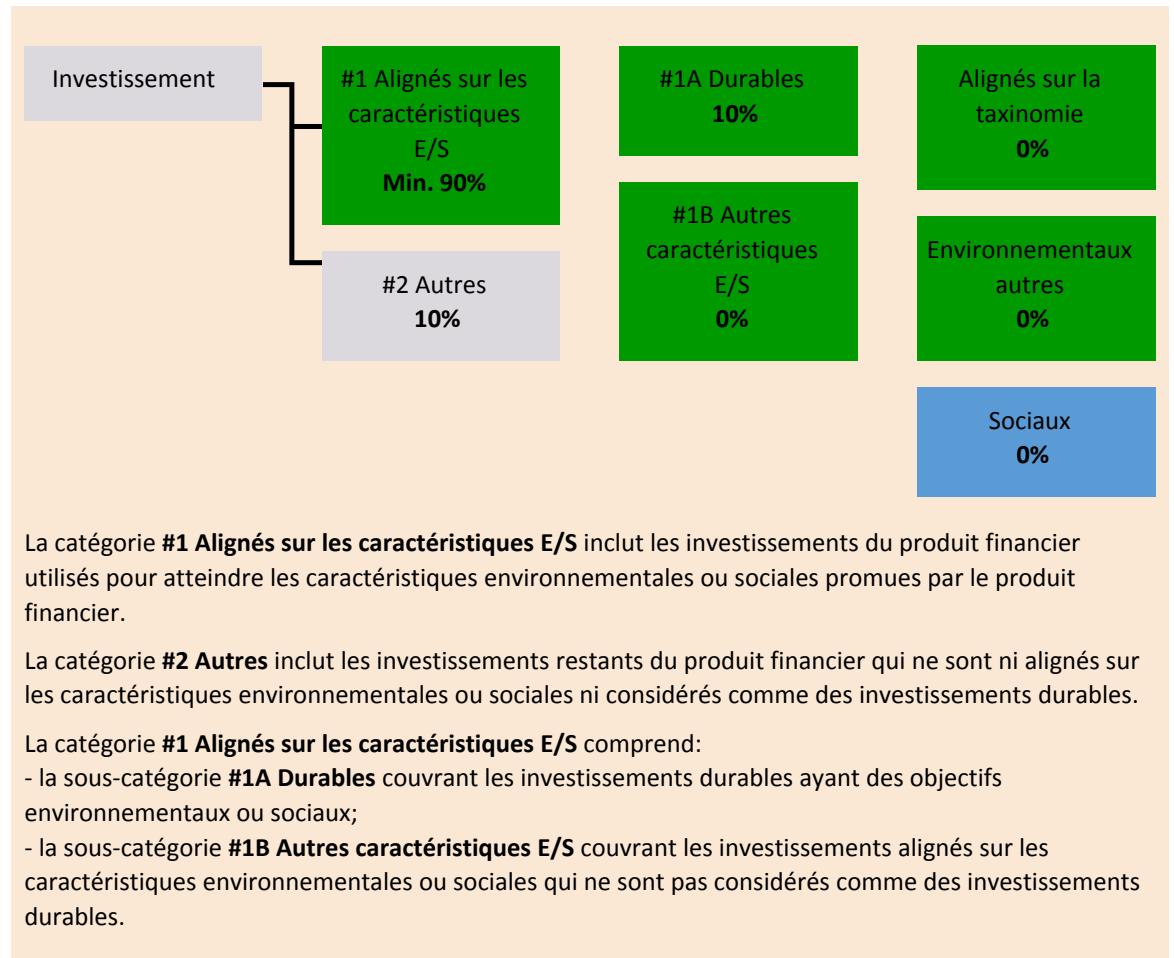 Investissement
#1 Alignés sur les
caractéristiques
E/S
Min. 90%
#2 Autres
10%
#1A Durables
10%
#1B Autres
caractéristiques
E/S
0%
Alignés sur la
taxinomie
0%
Environnementaux
autres
0%
Sociaux
0%
La catégorie #1 Alignés sur les caractéristiques E/S inclut les investissements du produit financier
utilisés pour atteindre les caractéristiques environnementales ou sociales promues par le produit
financier.
La catégorie #2 Autres inclut les investissements restants du produit financier qui ne sont ni alignés sur
les caractéristiques environnementales ou sociales ni considérés comme des investissements durables.
La catégorie #1 Alignés sur les caractéristiques E/S comprend:
- la sous-catégorie #1A Durables couvrant les investissements durables ayant des objectifs
environnementaux ou sociaux;
- la sous-catégorie #1B Autres caractéristiques E/S couvrant les investissements alignés sur les
caractéristiques environnementales ou sociales qui ne sont pas considérés comme des investissements
durables.